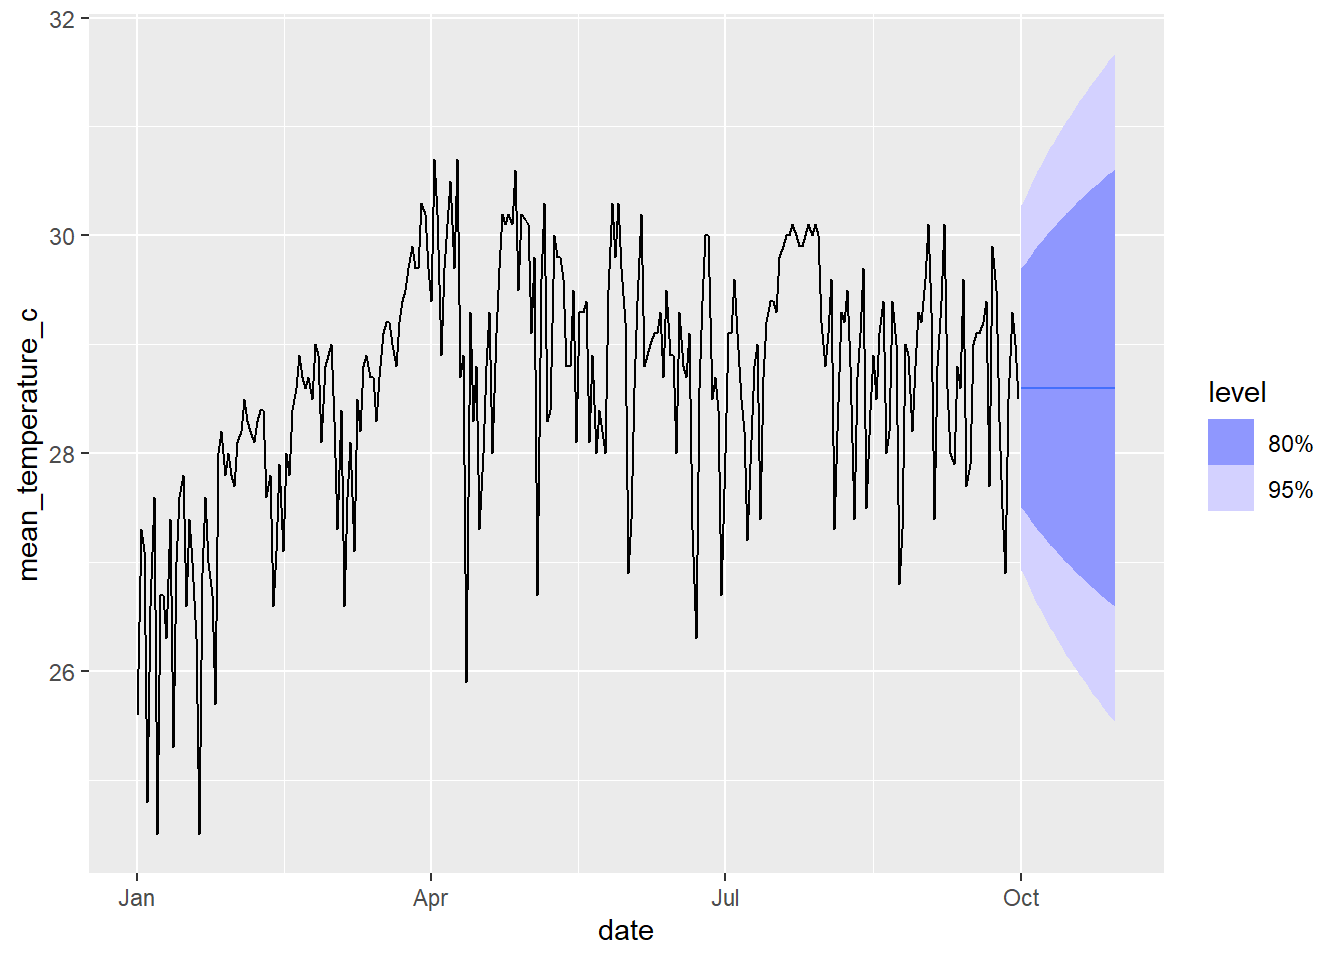 32
30
28
26
mean_temperature_c
Jan
Apr
Jul
Oct
date
level
80%
95%